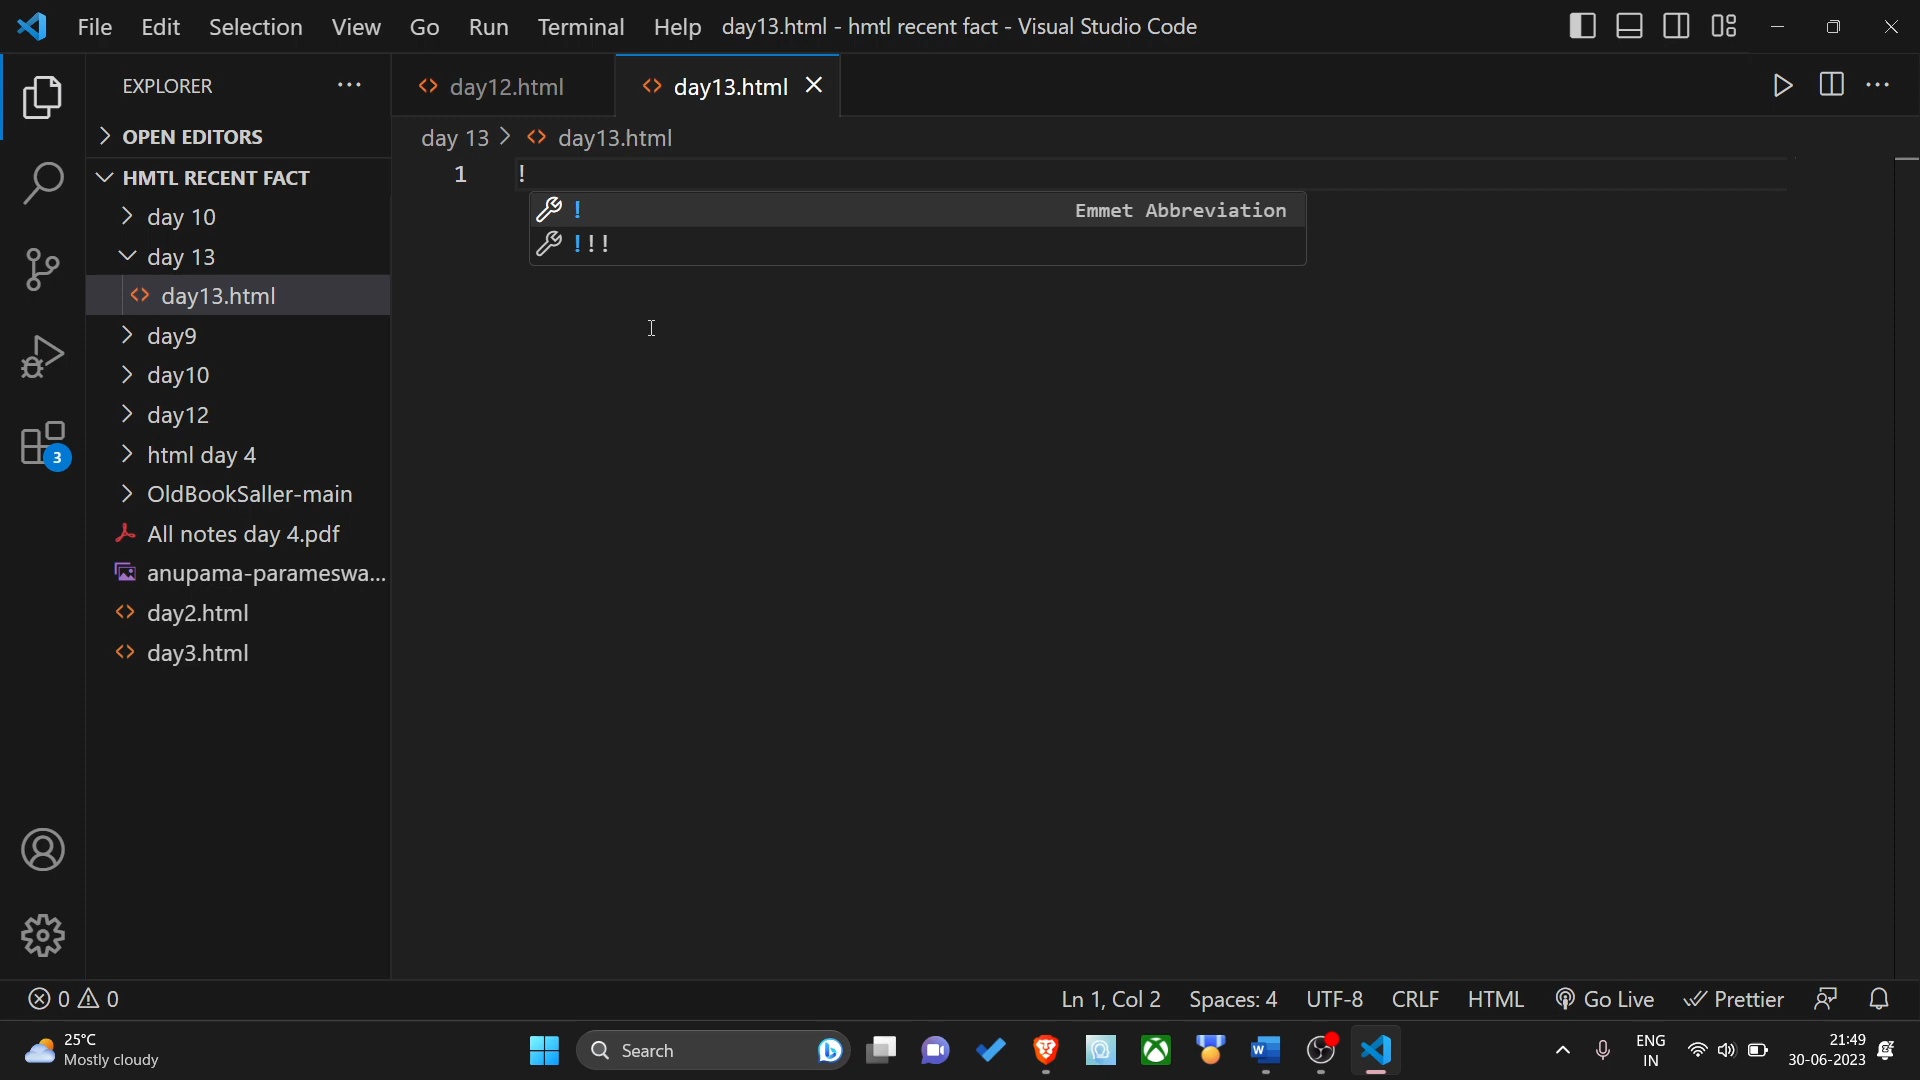 File Edit Selection View Go Run Terminal Help day13.html - hmtl recent fact - Visual Studio Code
EXPLORER
day12.html
day13.html
OPEN EDITORS
day 13 > day13.html
HMTL RECENT FACT
1 !
day 10
! Emmet Abbreviation
!!!
day 13
day13.html
day9
day10
day12
3
html day 4
OldBookSaller-main
All notes day 4.pdf
anupama-parameswa...
day2.html
day3.html
0 0
Ln 1, Col 2 Spaces: 4 UTF-8 CRLF HTML Go Live Prettier
25°C
Mostly cloudy
Search
ENG
IN
21:49
30-06-2023